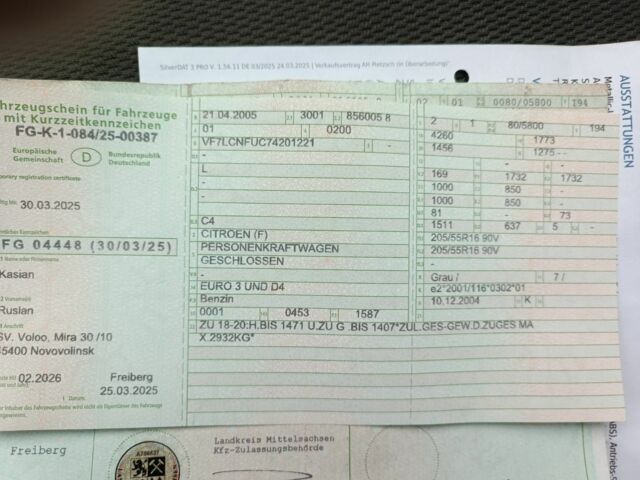 SilverDAT 3 PRO V. 1.34.11 DE 03/2025 24.03.2025 | Verkaufsvertrag AH Pietzsch (in Überarbeitung)"
AUSSTATTUNGEN
02 01 0080/05800 194
hrzeugschein für Fahrzeuge
mit Kurzzeitkennzeichen
FG-K-1-084/25-00387
Europäische
Gemeinschaft D Bundesrepublik
Deutschland
orary registration certificate
30.03.2025
FG 04448 (30/03/25)
Kasian
Ruslan
SV. Voloo, Mira 30 /10
45400 Novovolinsk
02.2026 Freiberg
25.03.2025
21.04.2005 3001 856005 8
01 0200
VF7LCNFUC74201221 -
-
L
-
-
C4
CITROEN (F)
PERSONENKRAFTWAGEN
GESCHLOSSEN
-
EURO 3 UND D4
Benzin
0001 0453 1587
ZU 18-20:H.BIS 1471 U.ZU G .BIS 1407*ZUL.GES-GEW.D.ZUGES MA
X.2932KG*
2 1 80/5800 194
4260 1773
1456 1275 --
- -
169 1732 1732
1000 850 -
1000 850 -
81 - 73
1511 637 5 -
205/55R16 90V
205/55R16 90V
-
Grau / 7 /
e2*2001/116*0302*01
10.12.2004 K
Freiberg
Landkreis Mittelsachsen
Kfz-Zulassungsbehörde